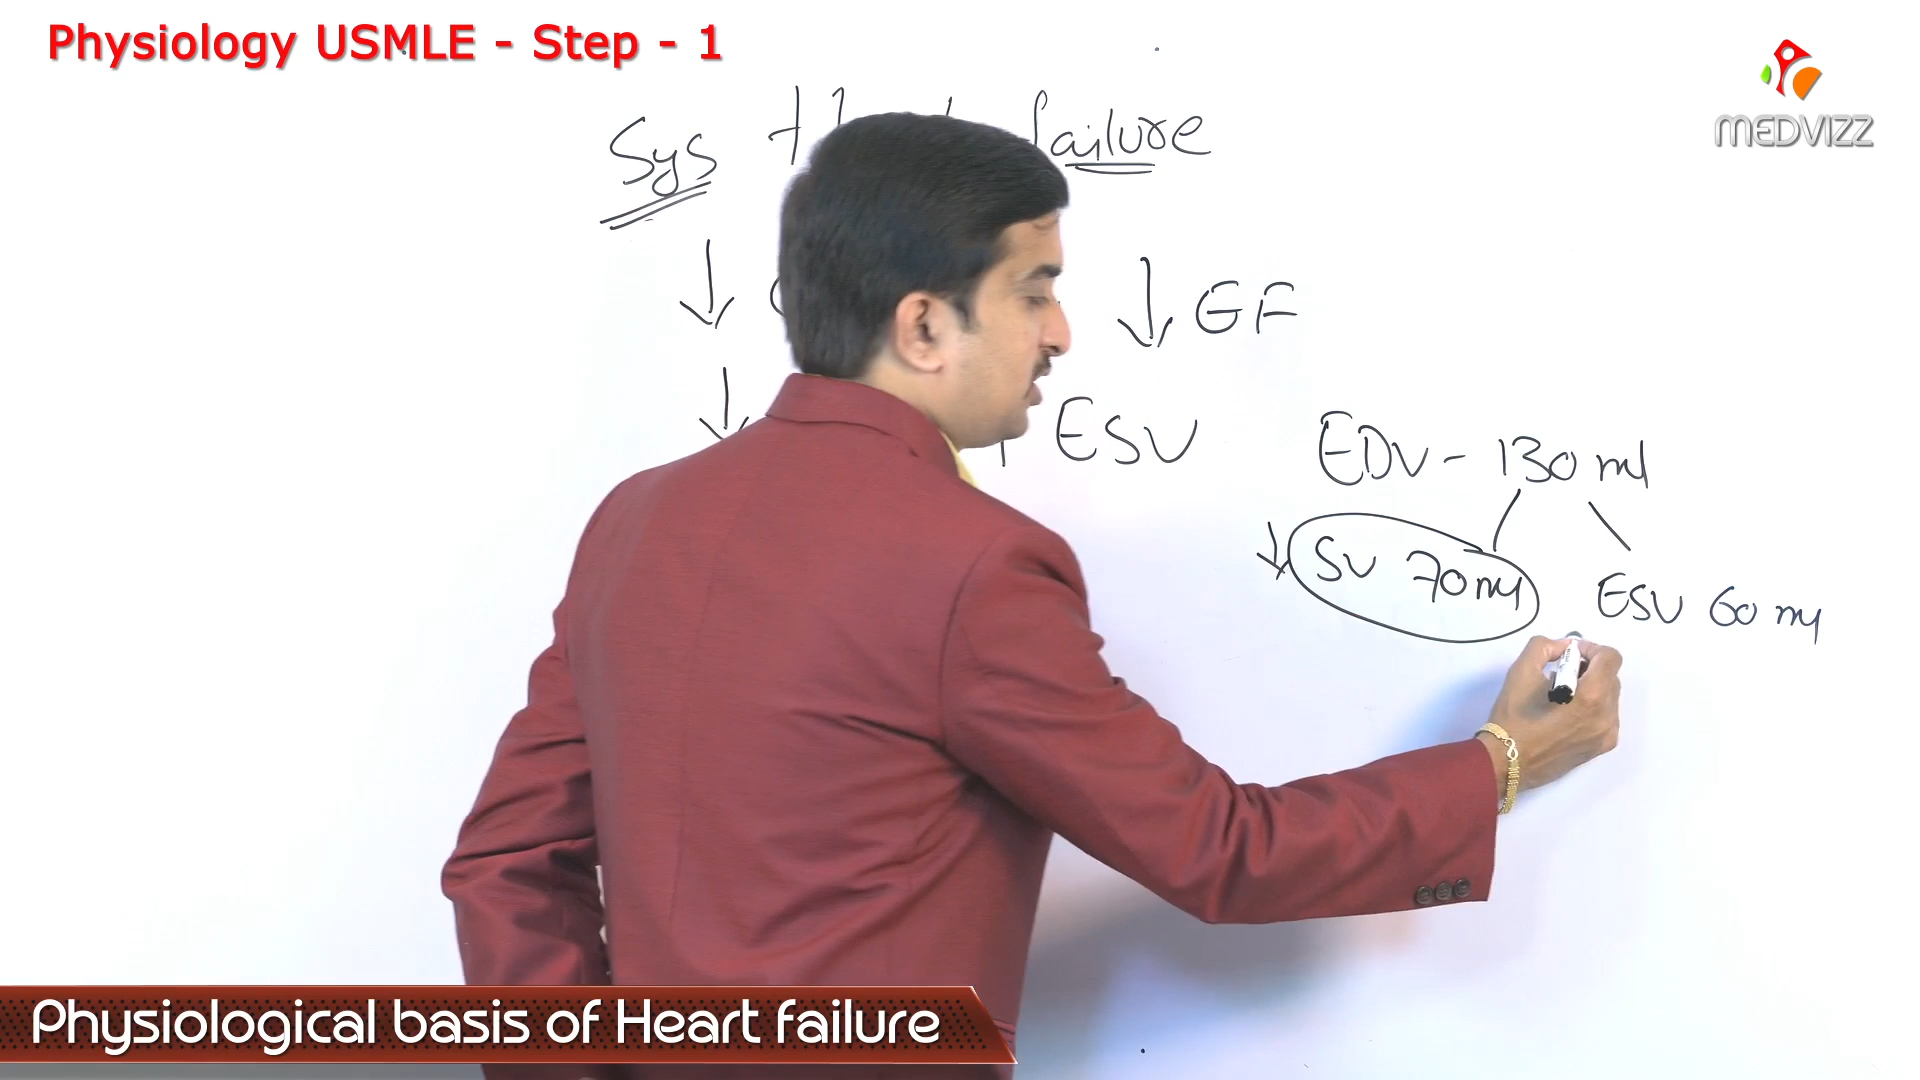 Physiology USMLE - Step - 1
MEDVIZZ
Sys failure
↓ ↓ EF
↓ ESV
EDV - 130 ml
↓ SV 70 ml ESV 60 ml
Physiological basis of Heart failure